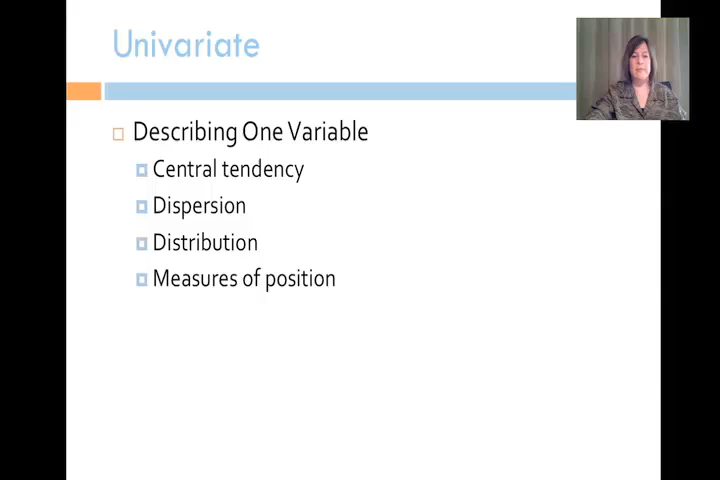 Univariate
Describing One Variable
Central tendency
Dispersion
Distribution
Measures of position